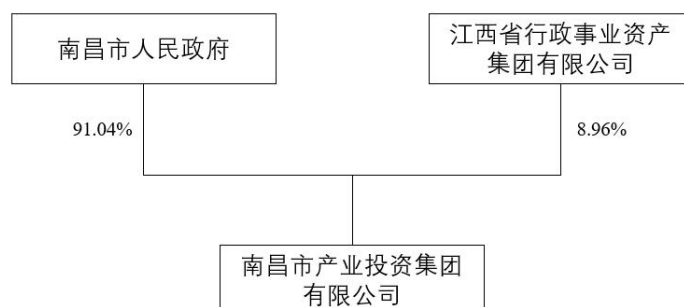 南昌市人民政府
江西省行政事业资产
集团有限公司
91.04%
8.96%
南昌市产业投资集团
有限公司